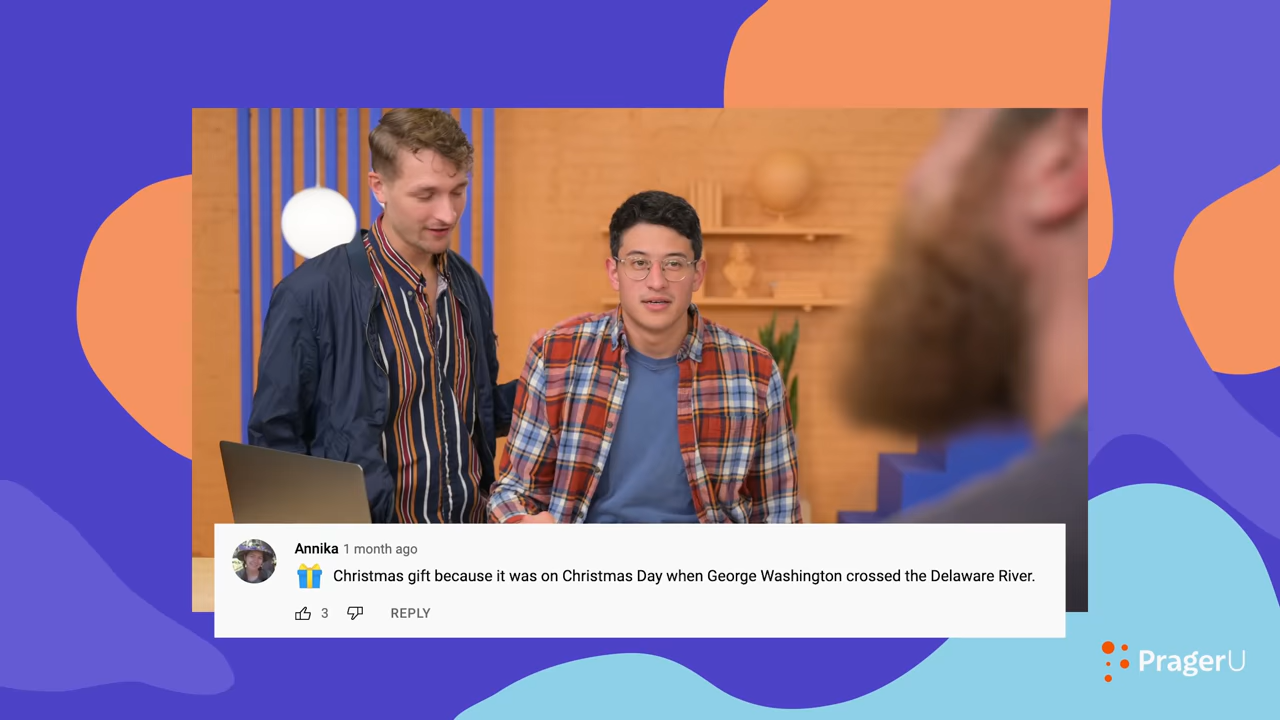 Annika 1 month ago
🎁 Christmas gift because it was on Christmas Day when George Washington crossed the Delaware River.
3 REPLY
PragerU